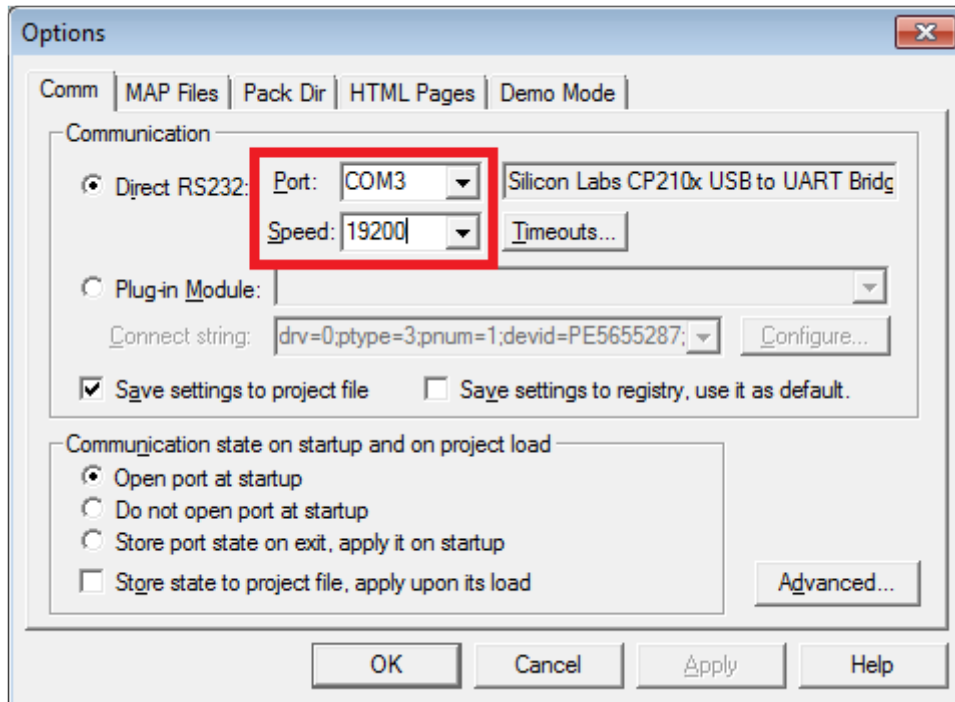 Options
Comm MAP Files Pack Dir HTML Pages Demo Mode
Communication
Direct RS232: Port: COM3 Silicon Labs CP210x USB to UART Bridg
Speed: 19200 Timeouts...
Plug-in Module:
Connect string: drv=0;ptype=3;pnum=1;devid=PE5655287; Configure...
Save settings to project file Save settings to registry, use it as default.
Communication state on startup and on project load
Open port at startup
Do not open port at startup
Store port state on exit, apply it on startup
Store state to project file, apply upon its load Advanced...
OK Cancel Apply Help